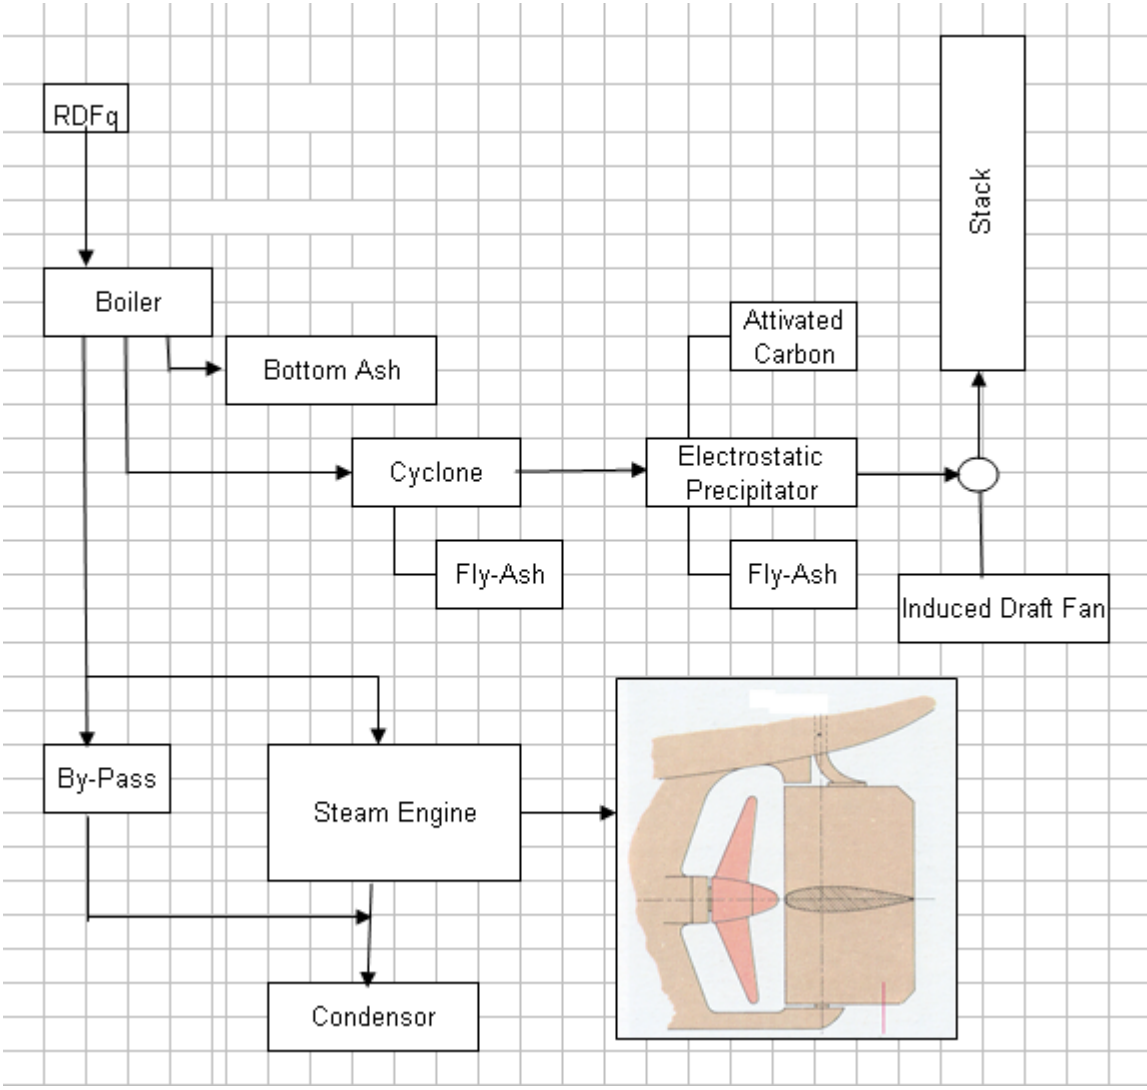 RDFq
Stack
Boiler
Attivated
Carbon
Bottom Ash
Cyclone
Electrostatic
Precipitator
Fly-Ash
Fly-Ash
Induced Draft Fan
By-Pass
Steam Engine
Condensor